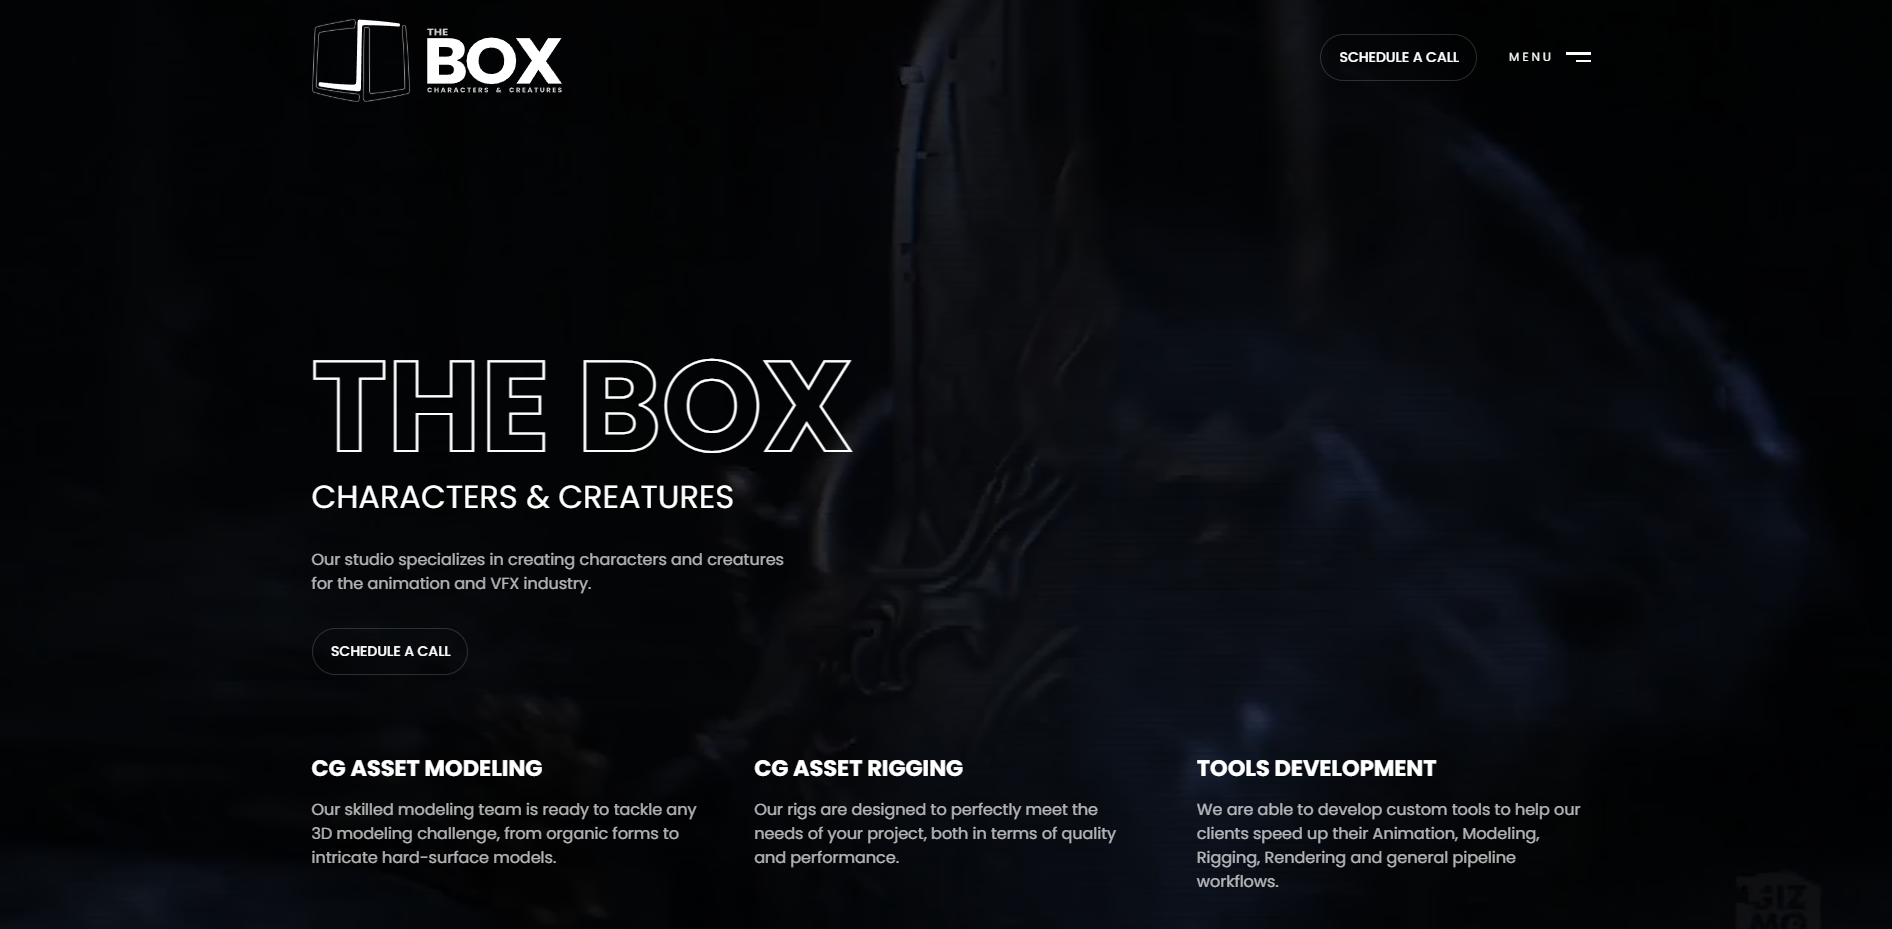 THE
BOX
CHARACTERS & CREATURES
SCHEDULE A CALL
MENU
THE BOX
CHARACTERS & CREATURES
Our studio specializes in creating characters and creatures
for the animation and VFX industry.
SCHEDULE A CALL
CG ASSET MODELING
Our skilled modeling team is ready to tackle any
3D modeling challenge, from organic forms to
intricate hard-surface models.
CG ASSET RIGGING
Our rigs are designed to perfectly meet the
needs of your project, both in terms of quality
and performance.
TOOLS DEVELOPMENT
We are able to develop custom tools to help our
clients speed up their Animation, Modeling,
Rigging, Rendering and general pipeline
workflows.